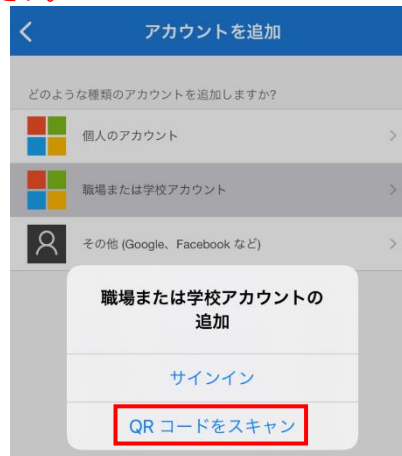 アカウントを追加
どのような種類のアカウントを追加しますか?
個人のアカウント
職場または学校アカウント
その他 (Google、Facebook など)
職場または学校アカウントの
追加
サインイン
QR コードをスキャン